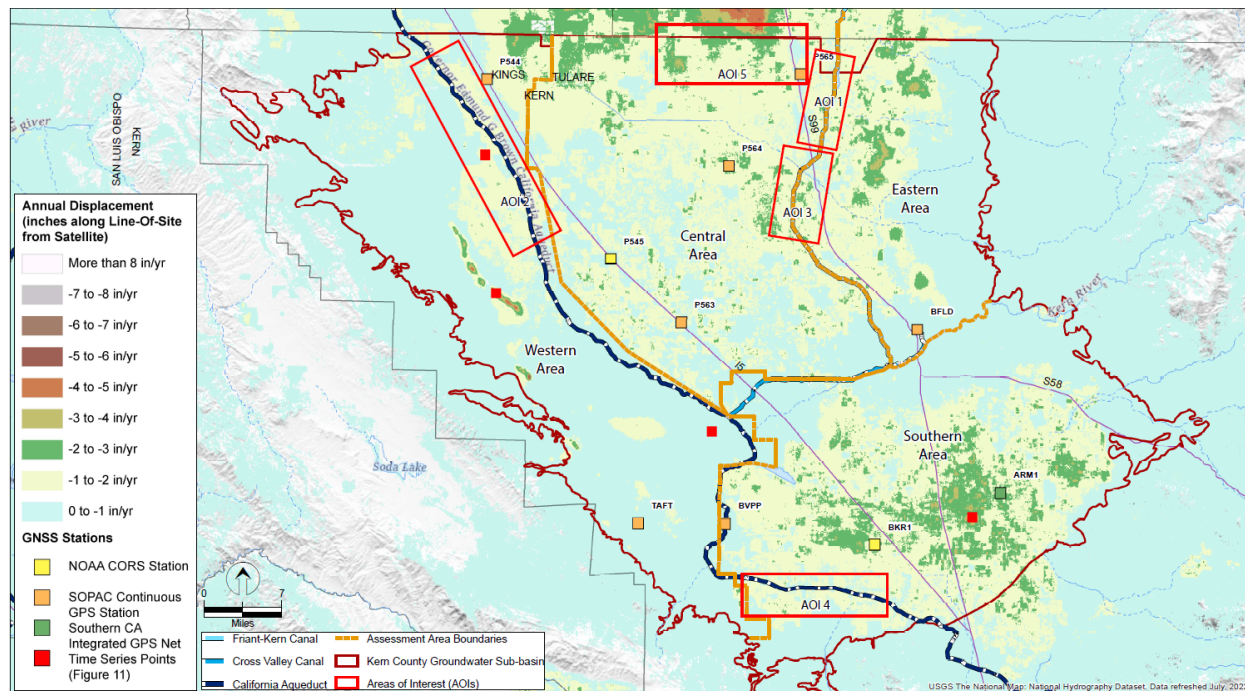 P544
KINGS
TULARE
KERN
AOI 5
P565
AOI 1
S99
Governor Edmund G Brown California Aqueduct
River
SAN LUIS OBISPO
KERN
P564
AOI 2
AOI 3
Eastern
Area
Central
Area
P545
P563
BFLD
Kern River
Western
Area
I5
S58
Southern
Area
Soda Lake
ARM1
TAFT
BVPP
BKR1
AOI 4
Annual Displacement
(inches along Line-Of-Site
from Satellite)
More than 8 in/yr
-7 to -8 in/yr
-6 to -7 in/yr
-5 to -6 in/yr
-4 to -5 in/yr
-3 to -4 in/yr
-2 to -3 in/yr
-1 to -2 in/yr
0 to -1 in/yr
GNSS Stations
NOAA CORS Station
SOPAC Continuous
GPS Station
Southern CA
Integrated GPS Net
Time Series Points
(Figure 11)
0 7
Miles
Friant-Kern Canal
Cross Valley Canal
California Aqueduct
Assessment Area Boundaries
Kern County Groundwater Sub-basin
Areas of Interest (AOIs)
USGS The National Map: National Hydrography Dataset. Data refreshed July, 202